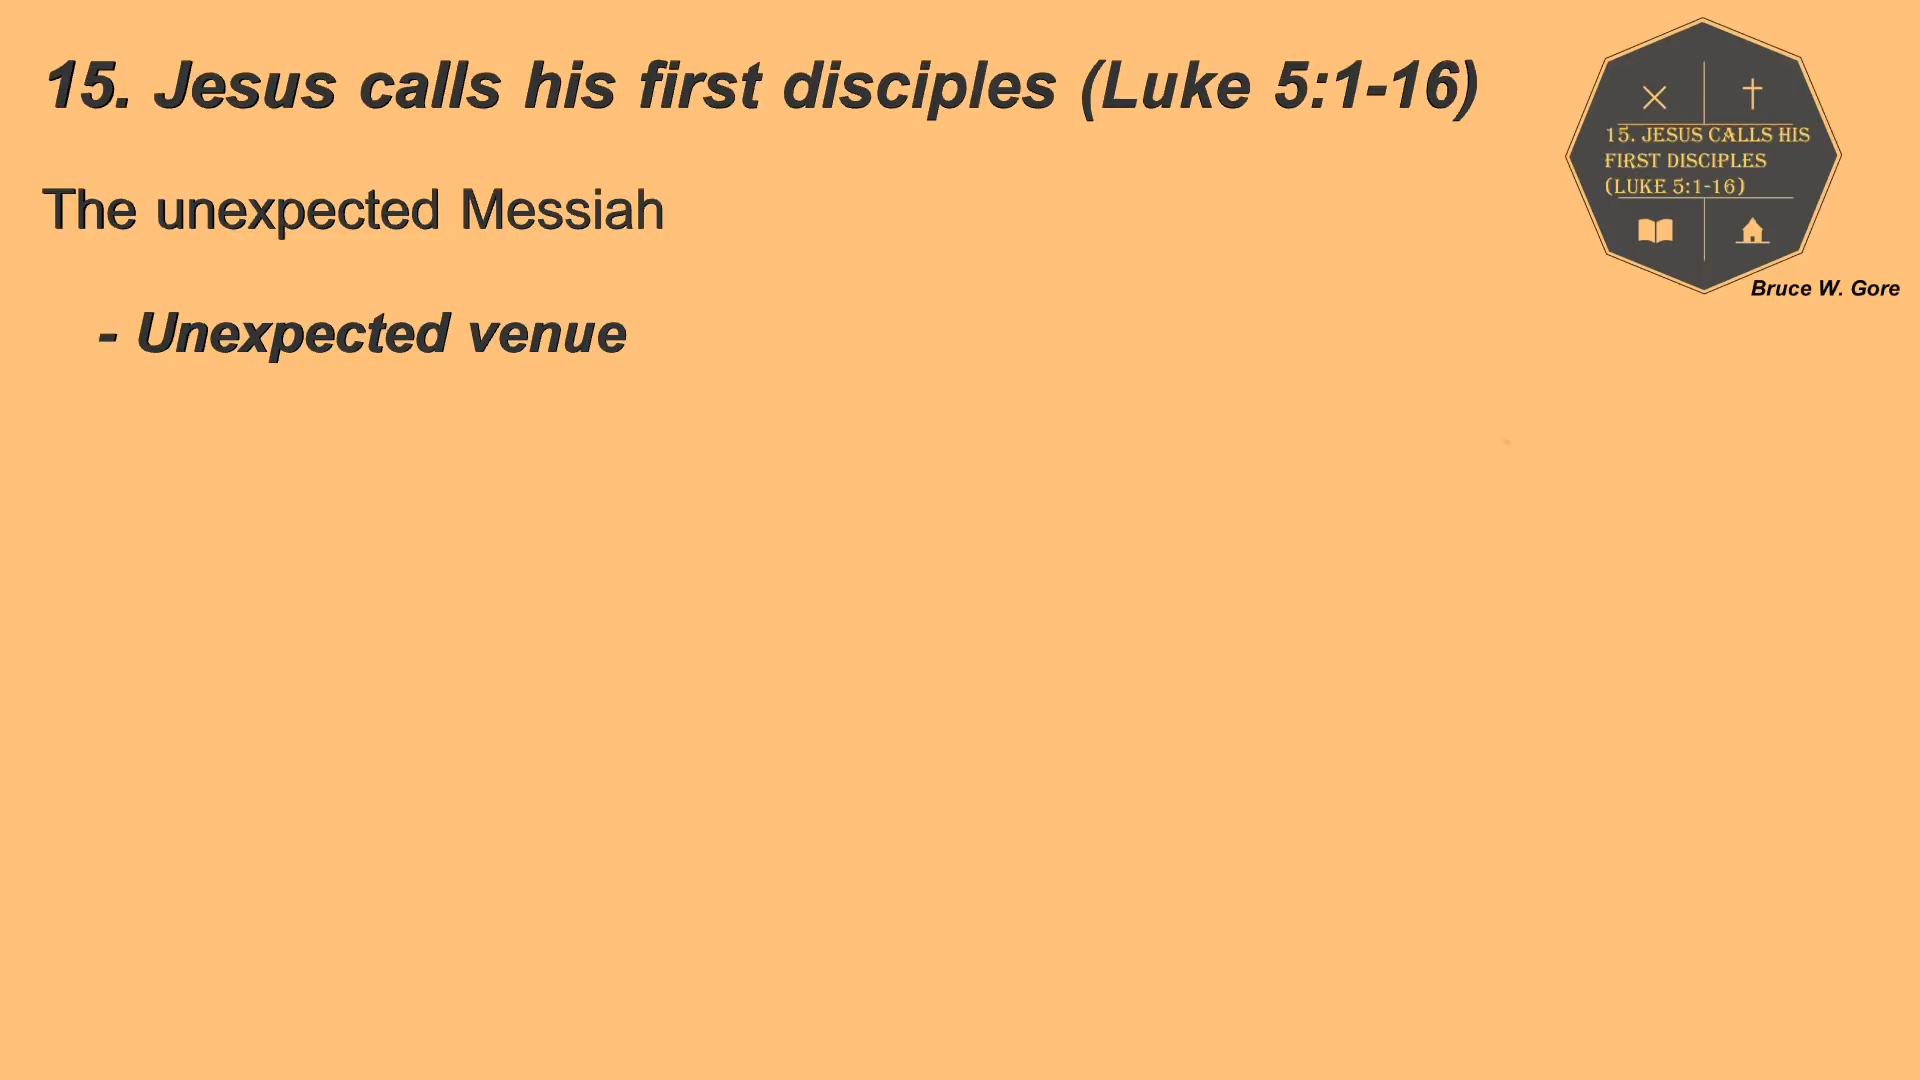 15. Jesus calls his first disciples (Luke 5:1-16)
The unexpected Messiah
- Unexpected venue
15. JESUS CALLS HIS
FIRST DISCIPLES
(LUKE 5:1-16)
Bruce W. Gore